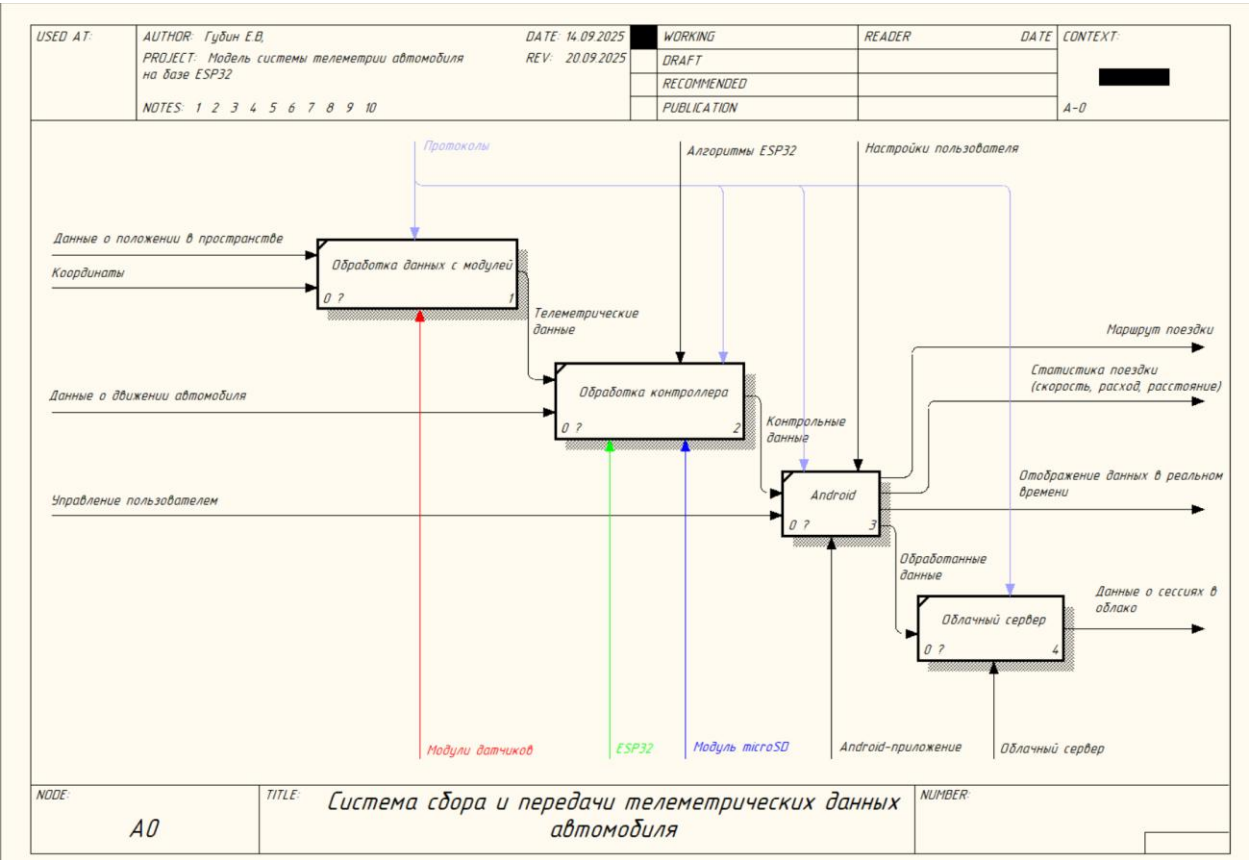 USED AT:
AUTHOR: Губин Е.В,
DATE: 14.09.2025
PROJECT: Модель системы телеметрии автомобиля
на базе ESP32
REV: 20.09.2025
NOTES: 1 2 3 4 5 6 7 8 9 10
WORKING
DRAFT
RECOMMENDED
PUBLICATION
READER
DATE
CONTEXT:
A-0
Протоколы
Алгоритмы ESP32
Настройки пользователя
Данные о положении в пространстве
Координаты
Обработка данных с модулей
0 ?
1
Телеметрические
данные
Данные о движении автомобиля
Обработка контроллера
0 ?
2
Контрольные
данные
Управление пользователем
Android
0 ?
3
Маршрут поездки
Статистика поездки
(скорость, расход, расстояние)
Отображение данных в реальном
времени
Обработанные
данные
Облачный сервер
0 ?
4
Данные о сессиях в
облако
Модули датчиков
ESP32
Модуль microSD
Android-приложение
Облачный сервер
NODE:
A0
TITLE:
Система сбора и передачи телеметрических данных
автомобиля
NUMBER: